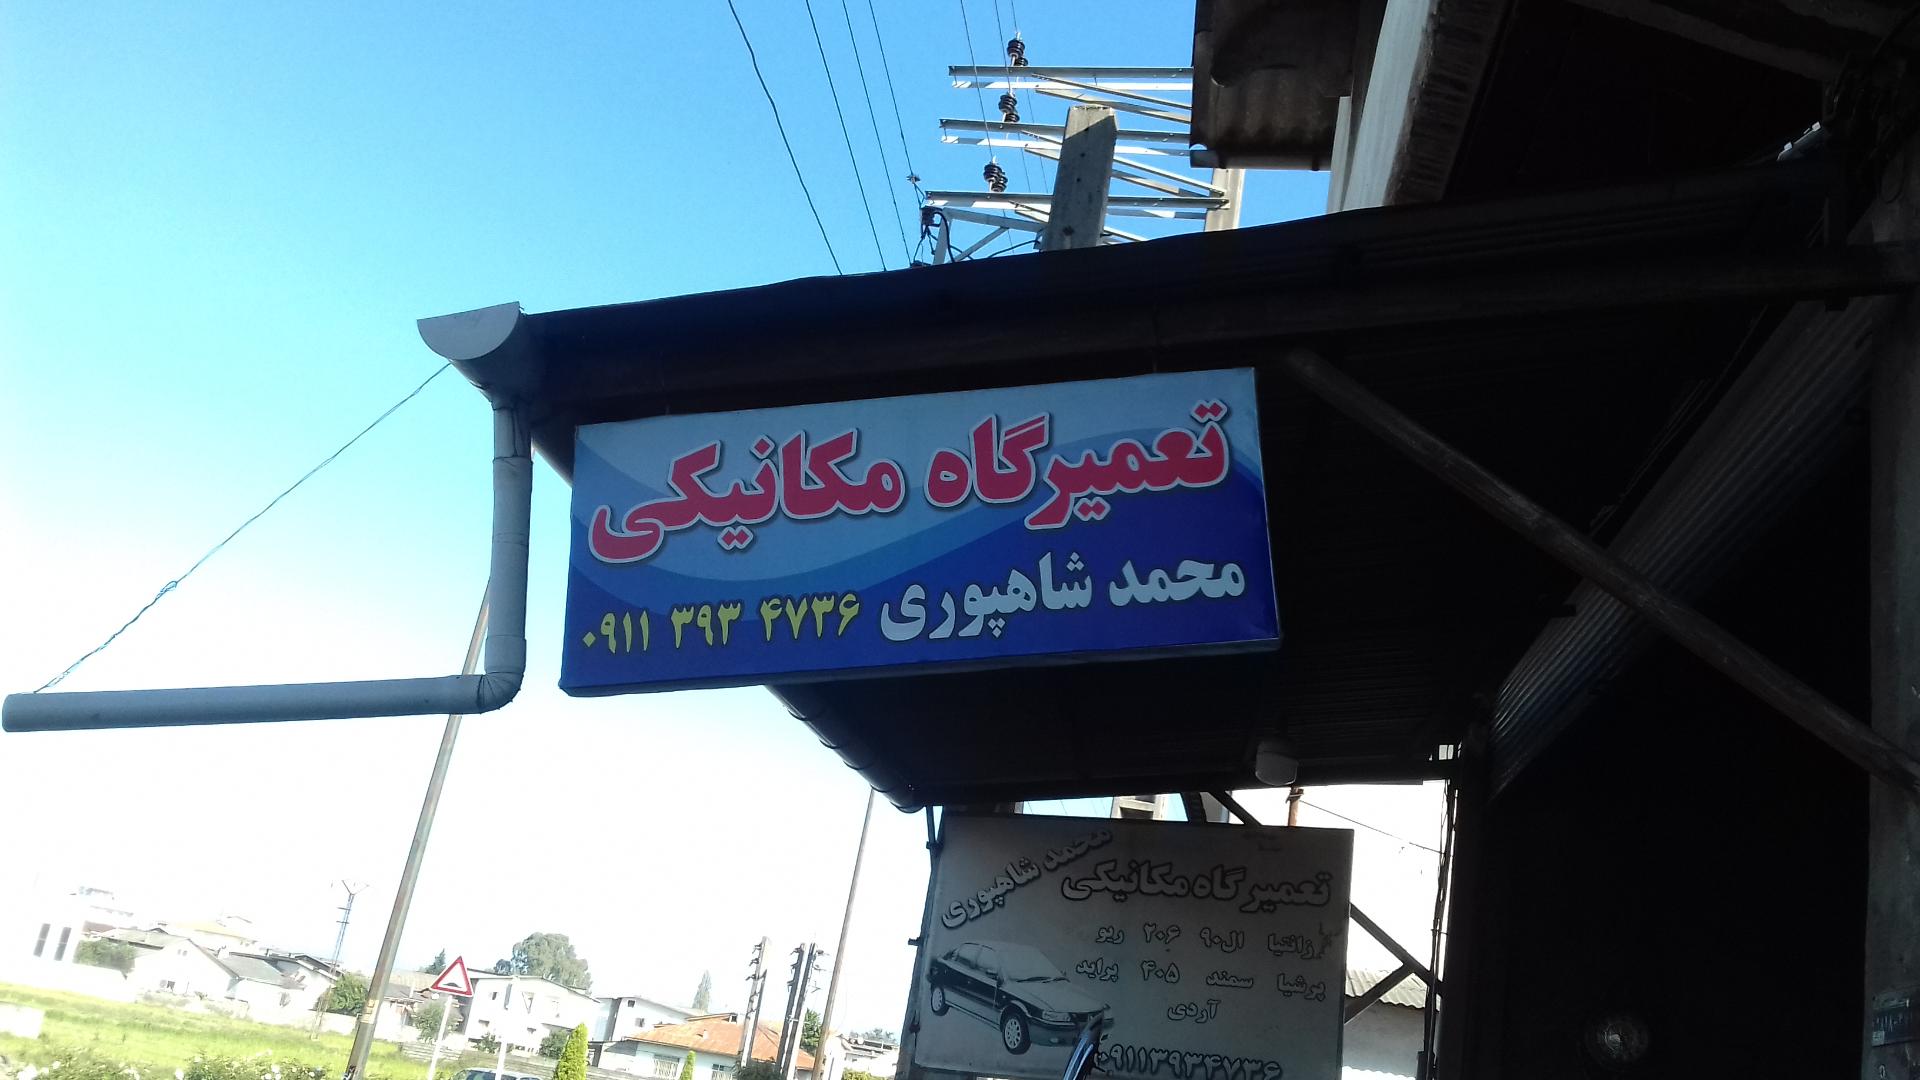 تعمیرگاه مکانیکی
محمد شاهپوری ۰۹۱۱ ۳۹۳ ۴۷۳۶
محمد شاهپوری
تعمیرگاه مکانیکی
زانتیا ال۹۰ ۲۰۶ ریو
پرشیا سمند ۴۰۵ پراید
آردی
۰۹۱۱۳۹۳۴۷۳۶